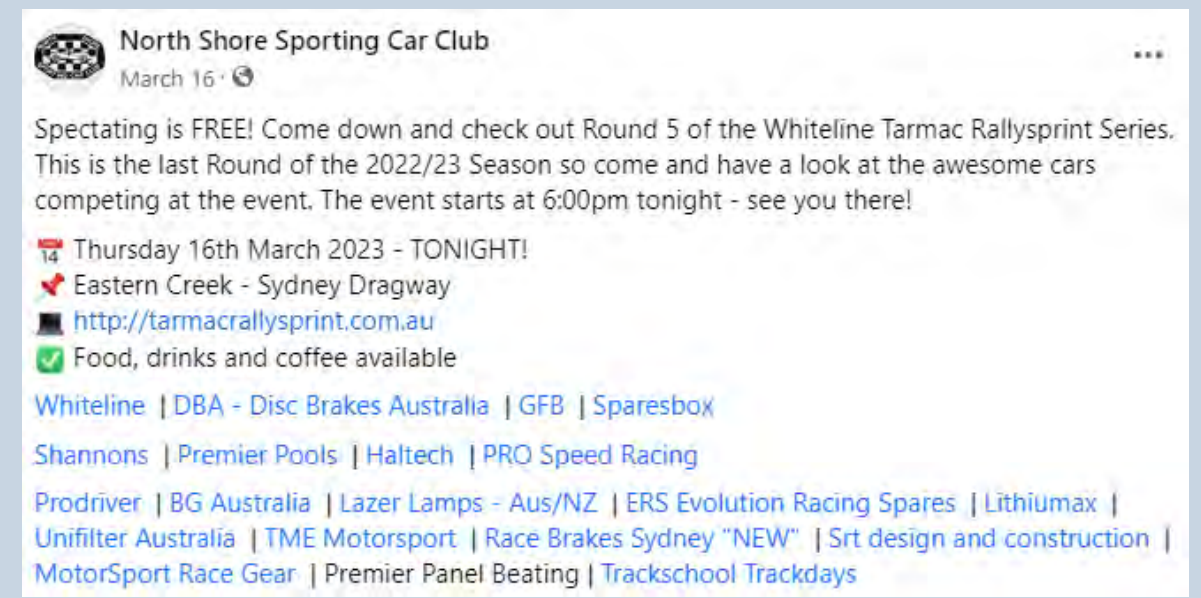 North Shore Sporting Car Club
March 16 ·
Spectating is FREE! Come down and check out Round 5 of the Whiteline Tarmac Rallysprint Series.
This is the last Round of the 2022/23 Season so come and have a look at the awesome cars
competing at the event. The event starts at 6:00pm tonight - see you there!
📅 Thursday 16th March 2023 - TONIGHT!
📌 Eastern Creek - Sydney Dragway
💻 http://tarmacrallysprint.com.au
✅ Food, drinks and coffee available
Whiteline | DBA - Disc Brakes Australia | GFB | Sparesbox
Shannons | Premier Pools | Haltech | PRO Speed Racing
Prodriver | BG Australia | Lazer Lamps - Aus/NZ | ERS Evolution Racing Spares | Lithiumax |
Unifilter Australia | TME Motorsport | Race Brakes Sydney "NEW" | Srt design and construction |
MotorSport Race Gear | Premier Panel Beating | Trackschool Trackdays